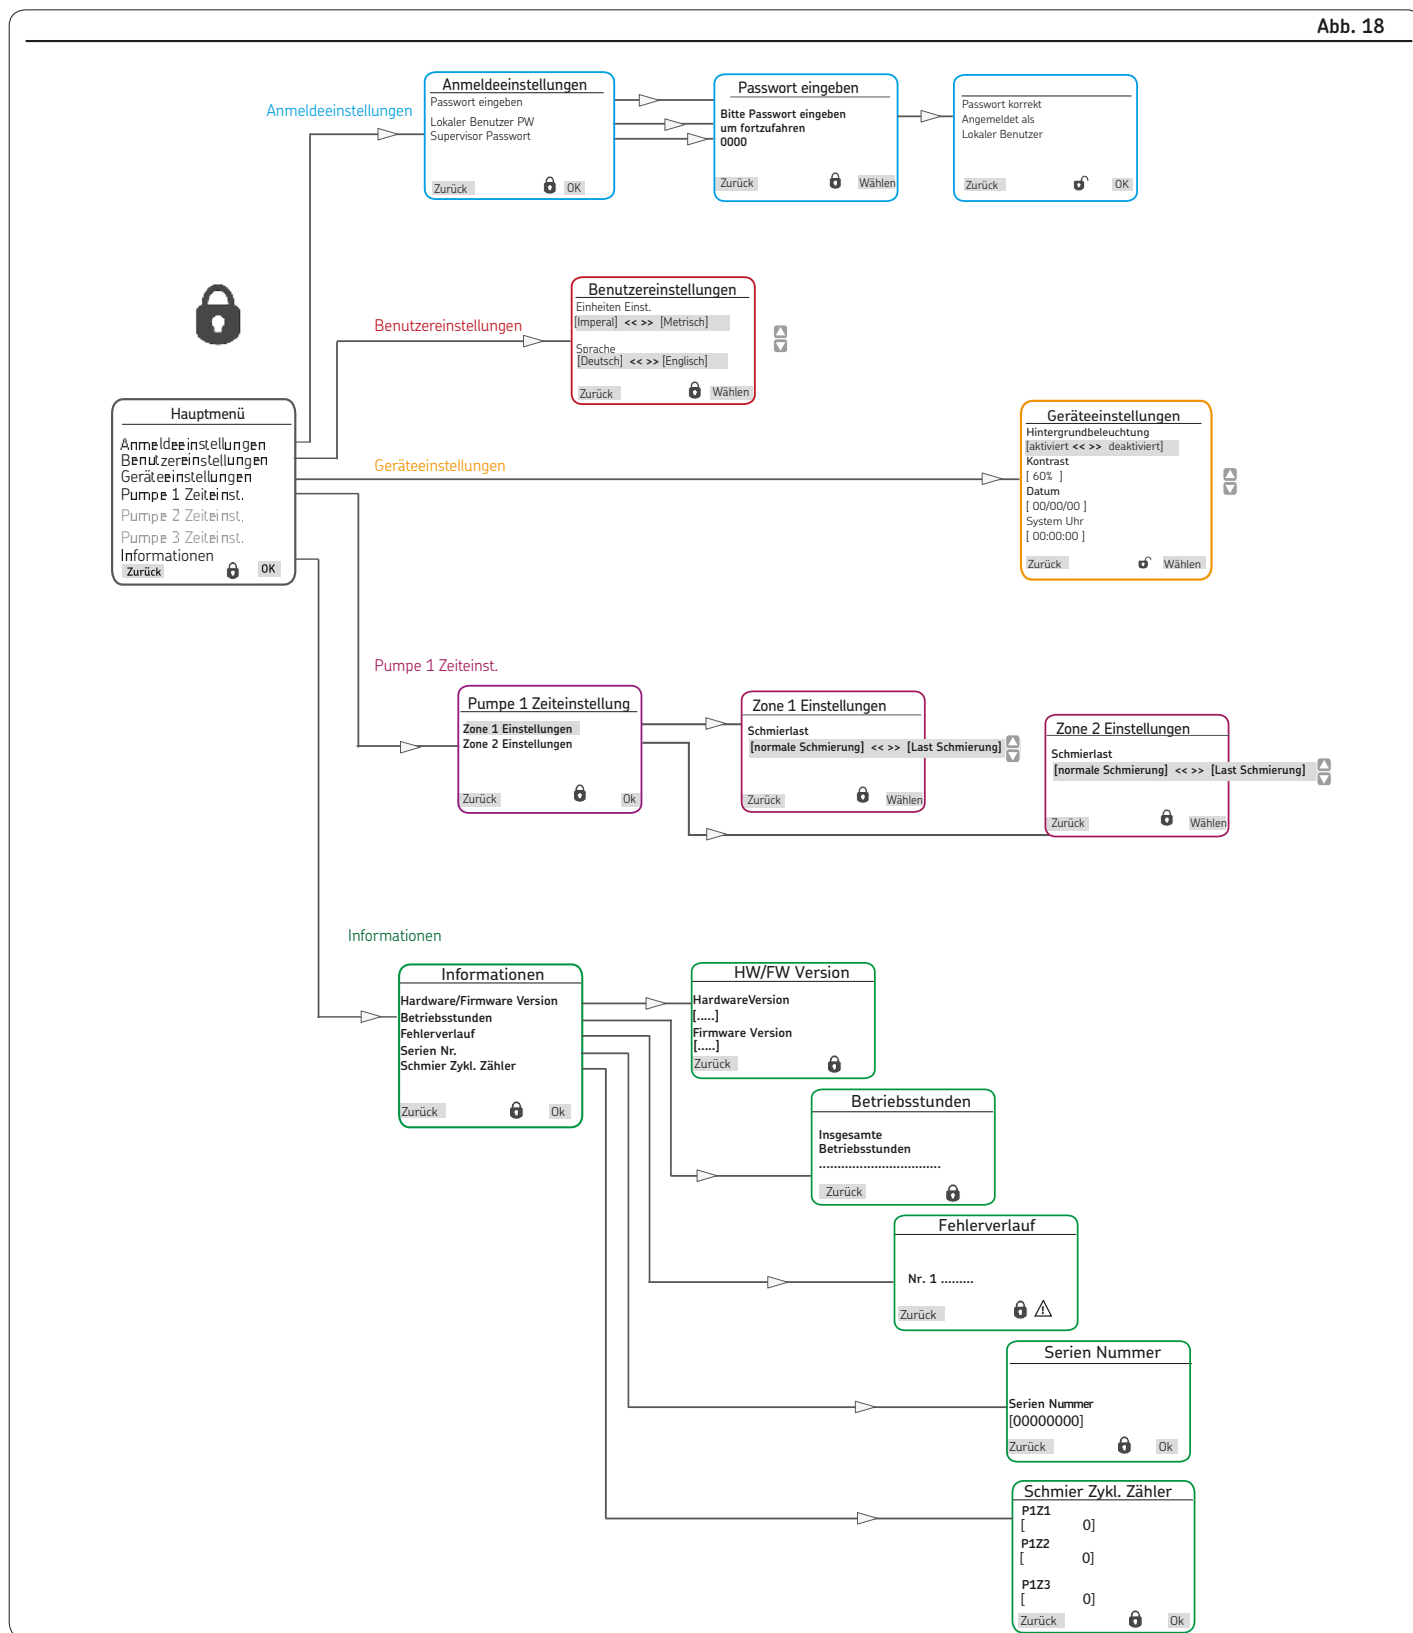 Abb. 18
Anmeldeeinstellungen
Anmeldeeinstellungen
Passwort eingeben
Lokaler Benutzer PW
Supervisor Passwort
Zurück OK
Passwort eingeben
Bitte Passwort eingeben
um fortzufahren
0000
Zurück Wählen
Passwort korrekt
Angemeldet als
Lokaler Benutzer
Zurück OK
Benutzereinstellungen
Benutzereinstellungen
Einheiten Einst.
[Imperal] << >> [Metrisch]
Sprache
[Deutsch] << >> [Englisch]
Zurück Wählen
Hauptmenü
Anmeldeeinstellungen
Benutzereinstellungen
Geräteeinstellungen
Pumpe 1 Zeiteinst.
Pumpe 2 Zeiteinst.
Pumpe 3 Zeiteinst.
Informationen
Zurück OK
Geräteeinstellungen
Geräteeinstellungen
Hintergrundbeleuchtung
[aktiviert << >> deaktiviert]
Kontrast
[ 60% ]
Datum
[ 00/00/00 ]
System Uhr
[ 00:00:00 ]
Zurück Wählen
Pumpe 1 Zeiteinst.
Pumpe 1 Zeiteinstellung
Zone 1 Einstellungen
Zone 2 Einstellungen
Zurück Ok
Zone 1 Einstellungen
Schmierlast
[normale Schmierung] << >> [Last Schmierung]
Zurück Wählen
Zone 2 Einstellungen
Schmierlast
[normale Schmierung] << >> [Last Schmierung]
Zurück Wählen
Informationen
Informationen
Hardware/Firmware Version
Betriebsstunden
Fehlerverlauf
Serien Nr.
Schmier Zykl. Zähler
Zurück Ok
HW/FW Version
HardwareVersion
[.....]
Firmware Version
[.....]
Zurück
Betriebsstunden
Insgesamte
Betriebsstunden
.................................
Zurück
Fehlerverlauf
Nr. 1 .........
Zurück
Serien Nummer
Serien Nummer
[00000000]
Zurück Ok
Schmier Zykl. Zähler
P1Z1
[ 0]
P1Z2
[ 0]
P1Z3
[ 0]
Zurück Ok